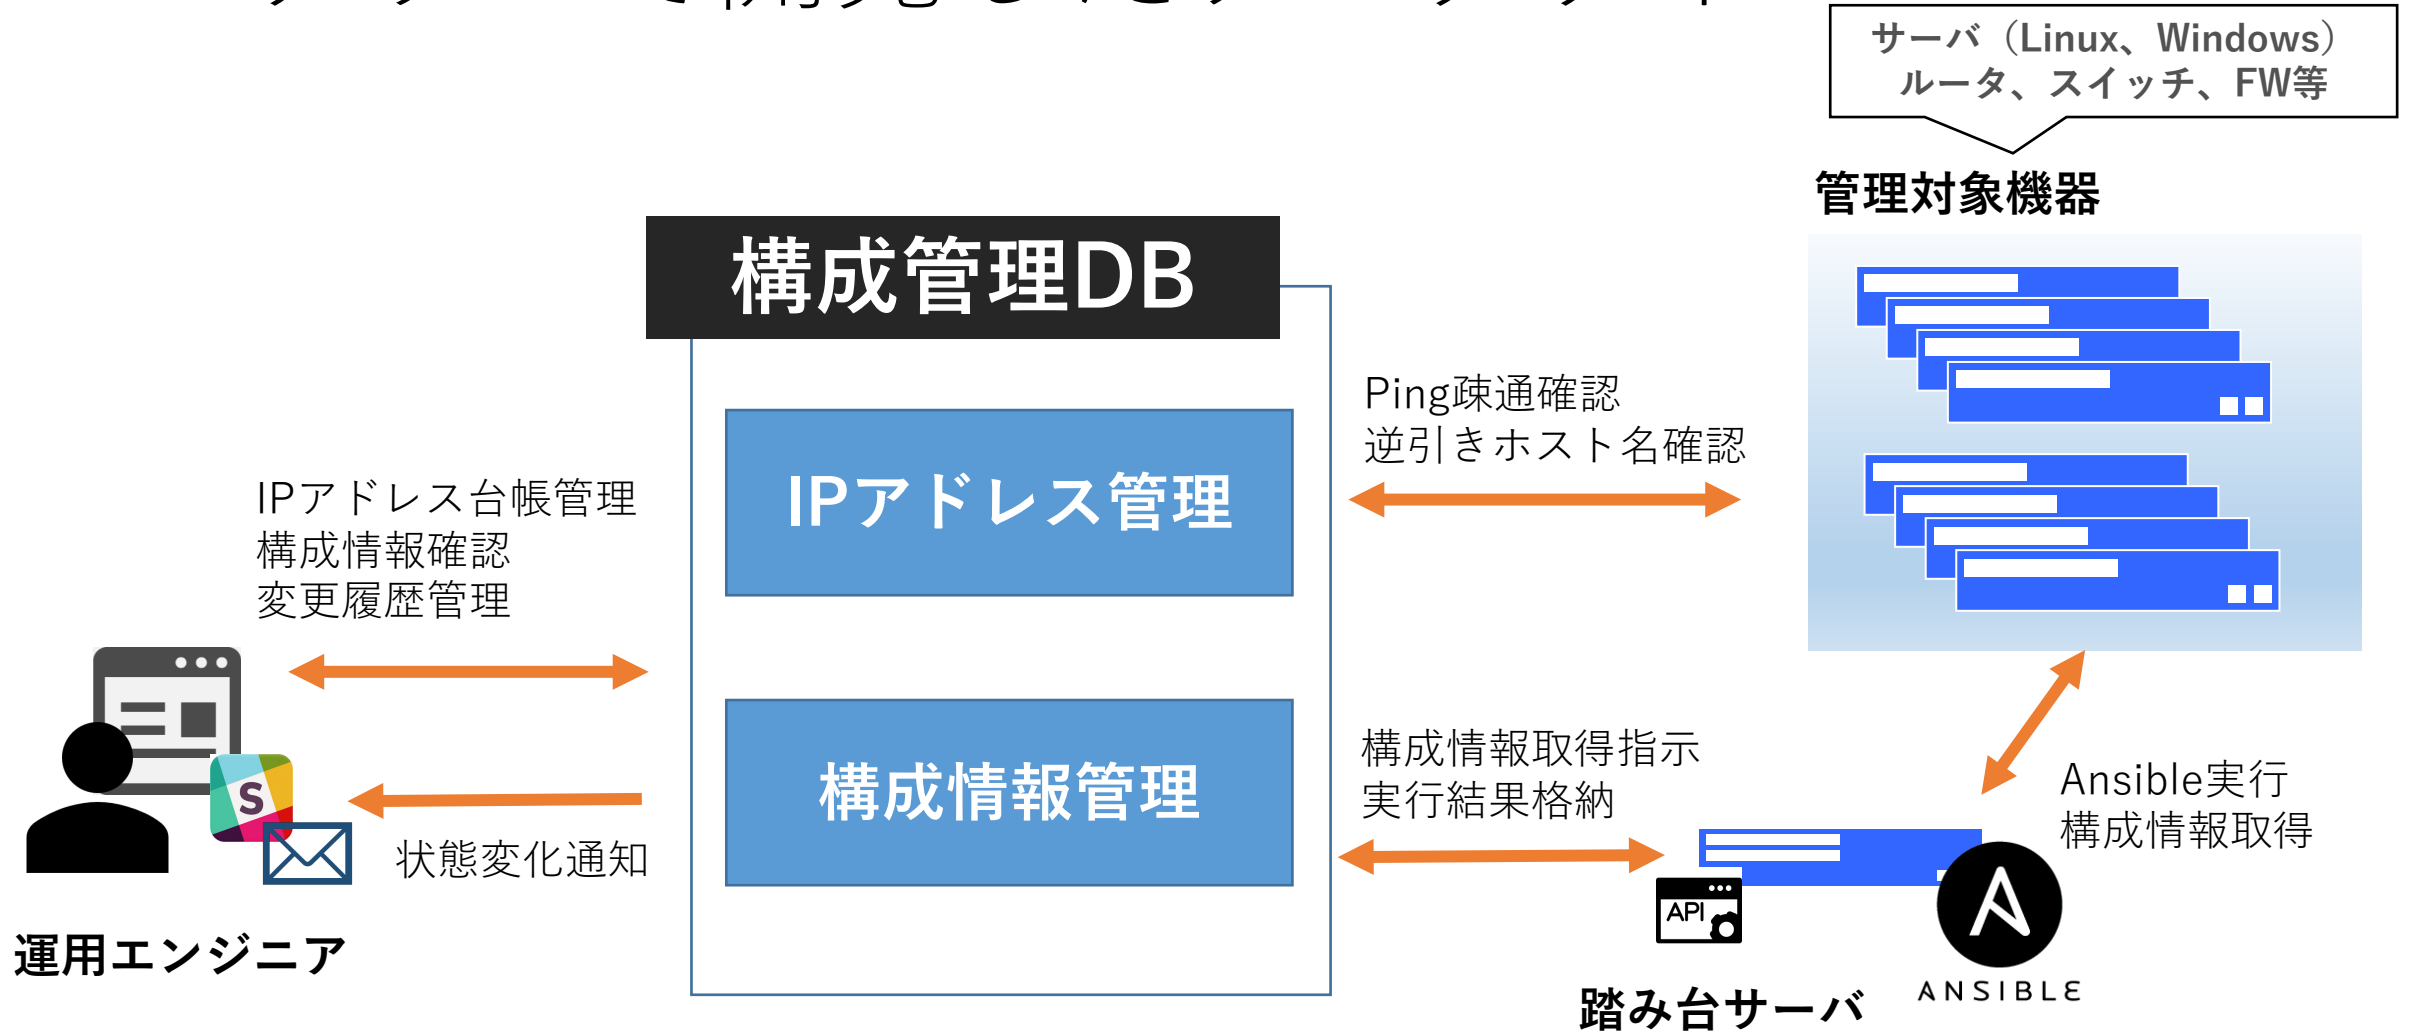 サーバ（Linux、Windows）
ルータ、スイッチ、FW等
管理対象機器
構成管理DB
IPアドレス管理
構成情報管理
Ping疎通確認
逆引きホスト名確認
IPアドレス台帳管理
構成情報確認
変更履歴管理
状態変化通知
運用エンジニア
S
構成情報取得指示
実行結果格納
Ansible実行
構成情報取得
API
踏み台サーバ
ANSIBLE